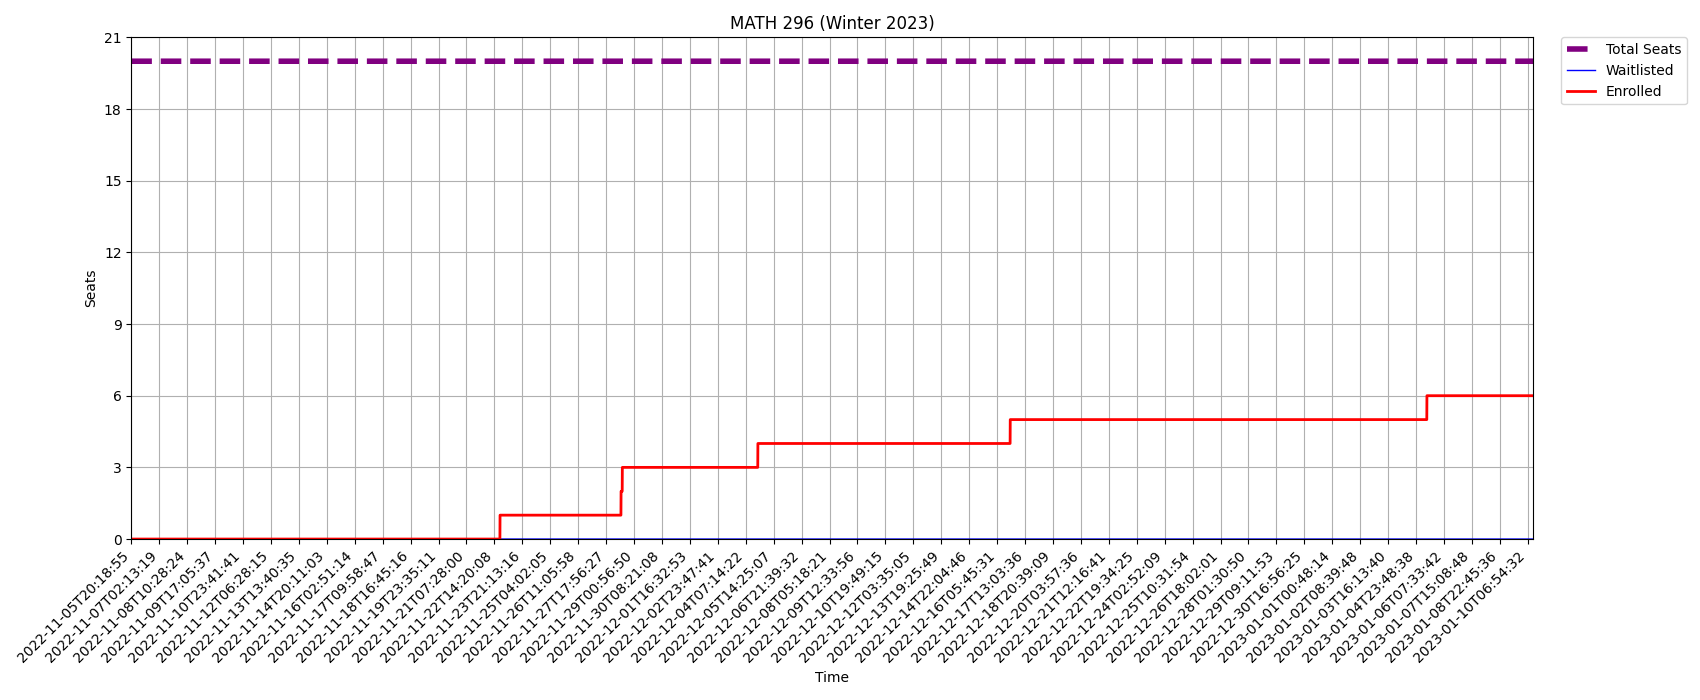 MATH 296 (Winter 2023)
Total Seats
Waitlisted
Enrolled
21
18
15
12
9
6
3
0
Seats
2022-11-05T20:18:55
2022-11-07T02:13:19
2022-11-08T10:28:24
2022-11-09T17:05:37
2022-11-10T23:41:41
2022-11-12T06:28:15
2022-11-13T13:40:35
2022-11-14T20:11:03
2022-11-16T02:51:14
2022-11-17T09:58:47
2022-11-18T16:45:16
2022-11-19T23:35:11
2022-11-21T07:28:00
2022-11-22T14:20:08
2022-11-23T21:13:16
2022-11-25T04:02:05
2022-11-26T11:05:58
2022-11-27T17:56:27
2022-11-29T00:56:50
2022-11-30T08:21:08
2022-12-01T16:32:53
2022-12-02T23:47:41
2022-12-04T07:14:22
2022-12-05T14:25:07
2022-12-06T21:39:32
2022-12-08T05:18:21
2022-12-09T12:33:56
2022-12-10T19:49:15
2022-12-12T03:35:05
2022-12-13T19:25:49
2022-12-14T22:04:46
2022-12-16T05:45:31
2022-12-17T13:03:36
2022-12-18T20:39:09
2022-12-20T03:57:36
2022-12-21T12:16:41
2022-12-22T19:34:25
2022-12-24T02:52:09
2022-12-25T10:31:54
2022-12-26T18:02:01
2022-12-28T01:30:50
2022-12-29T09:11:53
2022-12-30T16:56:25
2023-01-01T00:48:14
2023-01-02T08:39:48
2023-01-03T16:13:40
2023-01-04T23:48:38
2023-01-06T07:33:42
2023-01-07T15:08:48
2023-01-08T22:45:36
2023-01-10T06:54:32
Time